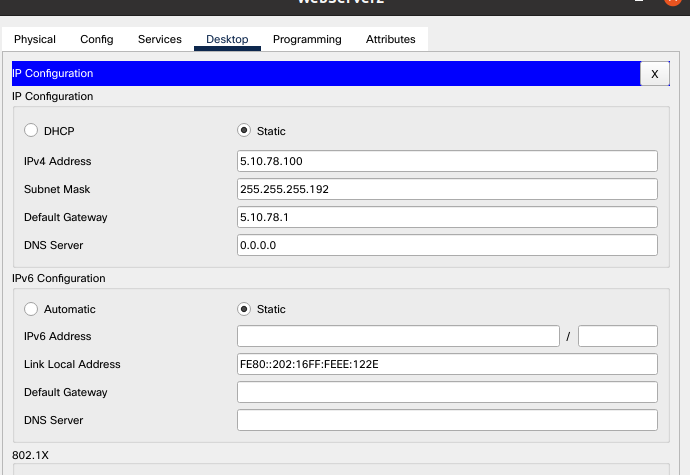 WebServer2
Physical Config Services Desktop Programming Attributes
IP Configuration X
IP Configuration
DHCP Static
IPv4 Address 5.10.78.100
Subnet Mask 255.255.255.192
Default Gateway 5.10.78.1
DNS Server 0.0.0.0
IPv6 Configuration
Automatic Static
IPv6 Address /
Link Local Address FE80::202:16FF:FEEE:122E
Default Gateway
DNS Server
802.1X